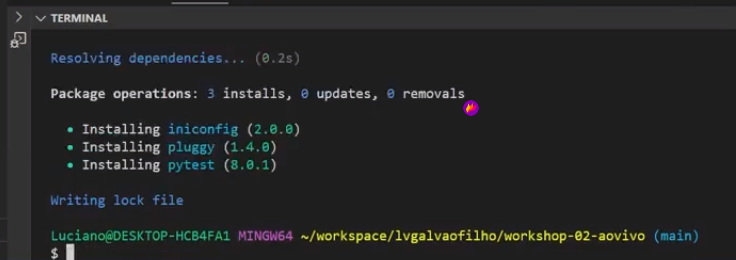 TERMINAL
Resolving dependencies... (0.2s)
Package operations: 3 installs, 0 updates, 0 removals
• Installing iniconfig (2.0.0)
• Installing pluggy (1.4.0)
• Installing pytest (8.0.1)
Writing lock file
Luciano@DESKTOP-HCB4FA1 MINGW64 ~/workspace/lvgalvaofilho/workshop-02-aovivo (main)
$